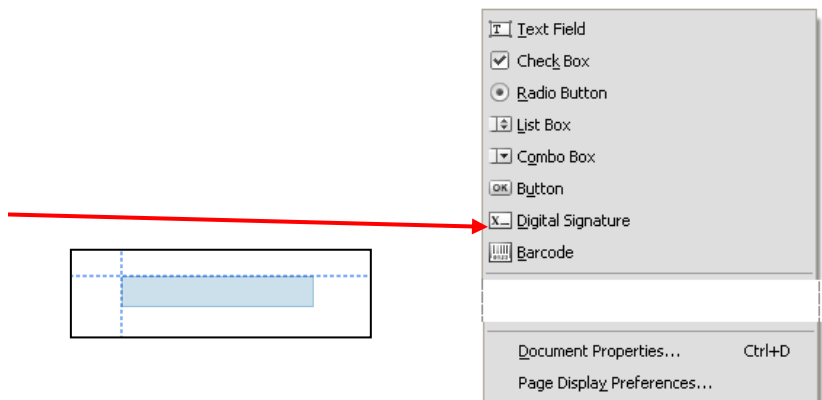 Text Field
Check Box
Radio Button
List Box
Combo Box
OK Button
X Digital Signature
Barcode
Document Properties... Ctrl+D
Page Display Preferences...